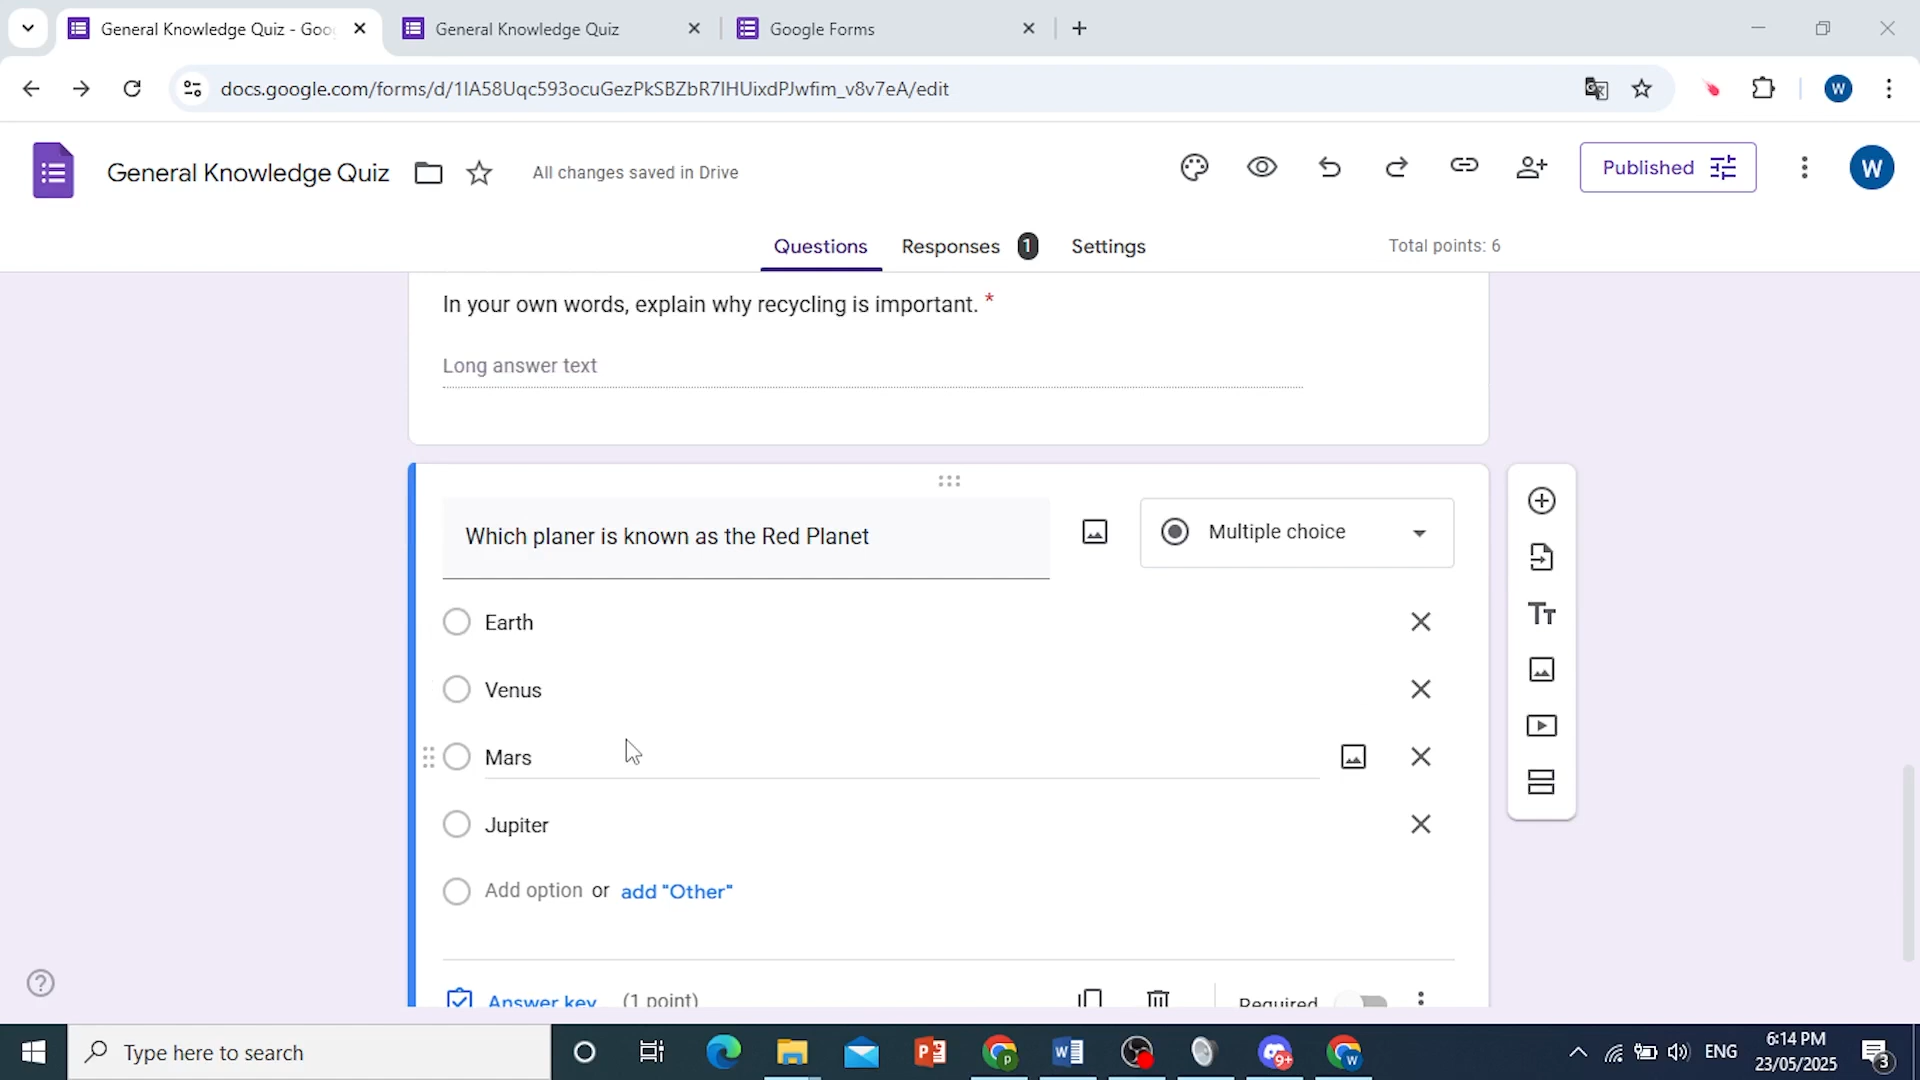 General Knowledge Quiz - Goo
General Knowledge Quiz
Google Forms
docs.google.com/forms/d/1IA58Uqc593ocuGezPkSBZbR7IHUixdPJwfim_v8v7eA/edit
W
General Knowledge Quiz
All changes saved in Drive
Published
W
Questions
Responses 1
Settings
Total points: 6
In your own words, explain why recycling is important. *
Long answer text
Which planer is known as the Red Planet
Multiple choice
Earth
Venus
Mars
Jupiter
Add option or add "Other"
Answer key (1 point)
Required
Type here to search
ENG
6:14 PM
23/05/2025
3
9+